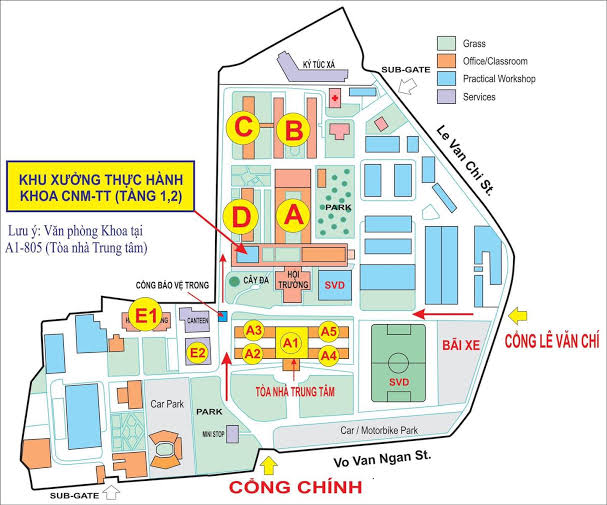 KÝ TÚC XÁ
SUB-GATE
Grass
Office/Classroom
Practical Workshop
Services
C
B
Le Van Chi St.
KHU XƯỞNG THỰC HÀNH
KHOA CNM-TT (TẦNG 1,2)
Lưu ý: Văn phòng Khoa tại
A1-805 (Tòa nhà Trung tâm)
D
A
PARK
CÂY ĐA
HỘI
TRƯỜNG
SVD
CỔNG BẢO VỆ TRONG
E1
CANTEEN
E2
A3
A5
A1
A2
A4
TÒA NHÀ TRUNG TÂM
SVD
BÃI XE
CỔNG LÊ VĂN CHÍ
Car Park
PARK
MINI STOP
Car / Motorbike Park
Vo Van Ngan St.
SUB-GATE
CỔNG CHÍNH